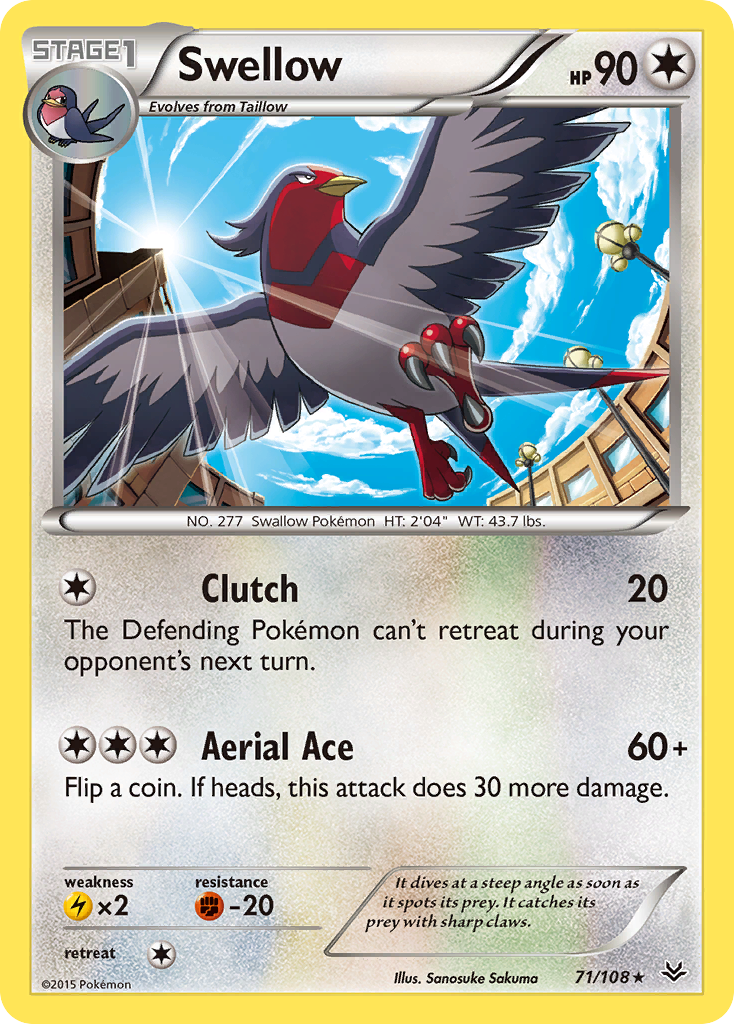 STAGE1
Swellow
HP 90
Evolves from Taillow
NO. 277 Swallow Pokémon HT: 2'04" WT: 43.7 lbs.
Clutch 20
The Defending Pokémon can't retreat during your
opponent's next turn.
Aerial Ace 60+
Flip a coin. If heads, this attack does 30 more damage.
weakness resistance
×2 -20
retreat
It dives at a steep angle as soon as
it spots its prey. It catches its
prey with sharp claws.
©2015 Pokémon
Illus. Sanosuke Sakuma 71/108 ★